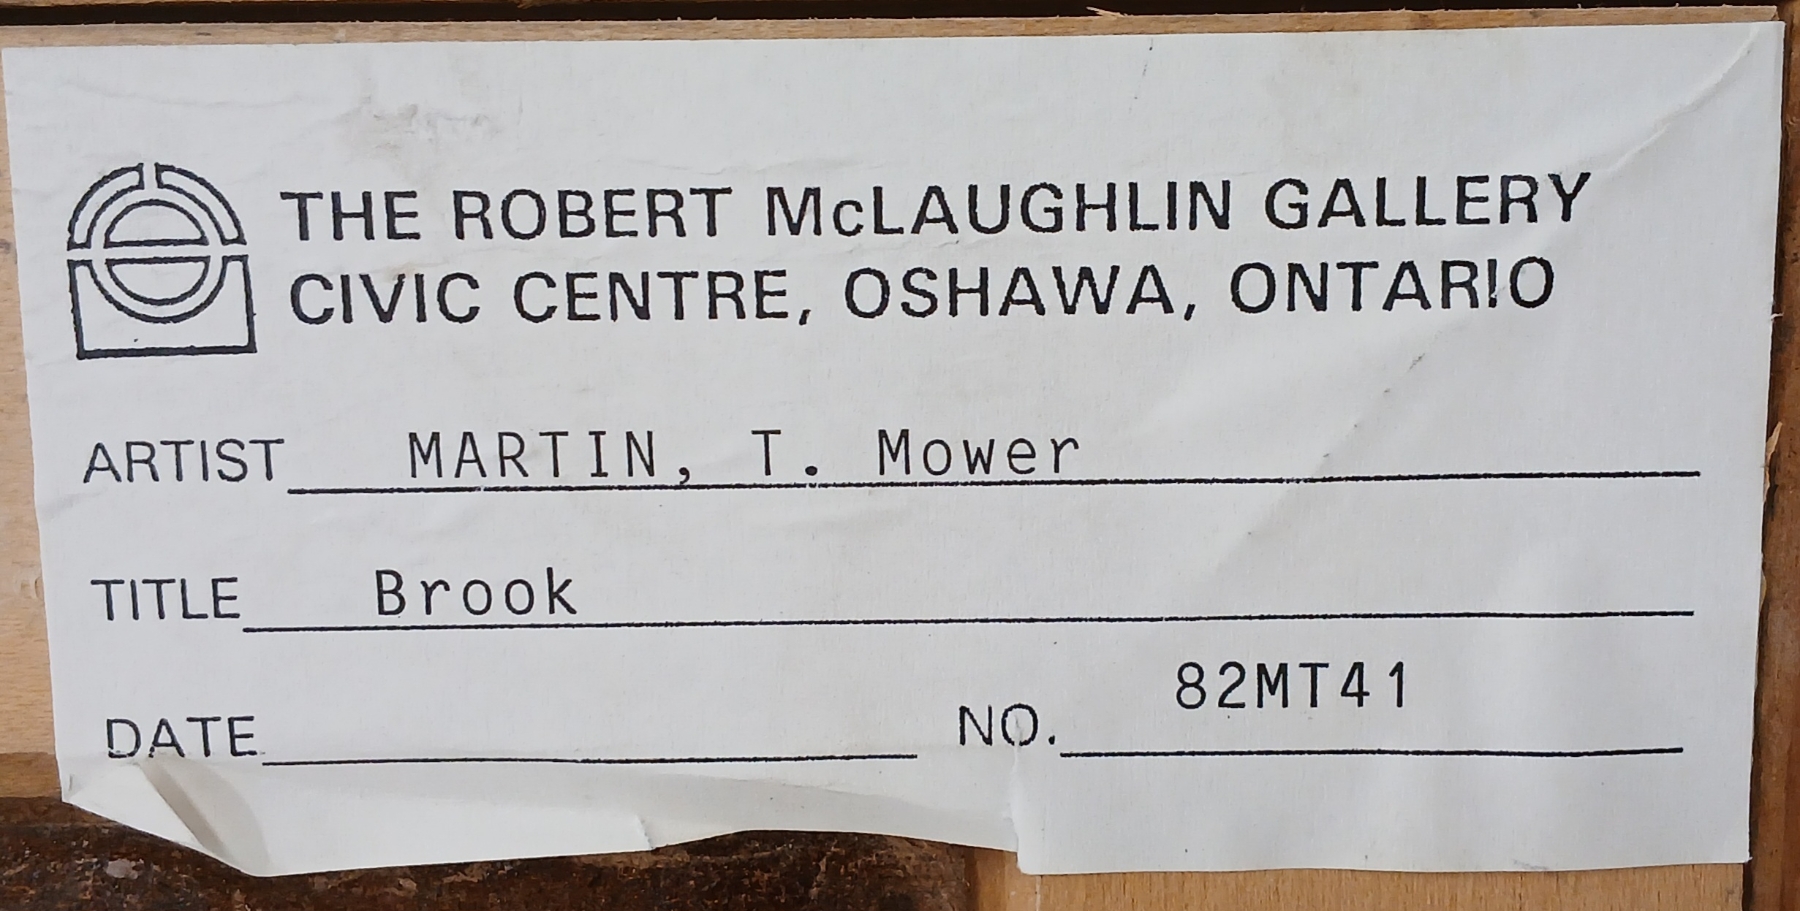 THE ROBERT McLAUGHLIN GALLERY
CIVIC CENTRE, OSHAWA, ONTARIO
ARTIST MARTIN, T. Mower
TITLE Brook
DATE NO. 82MT41